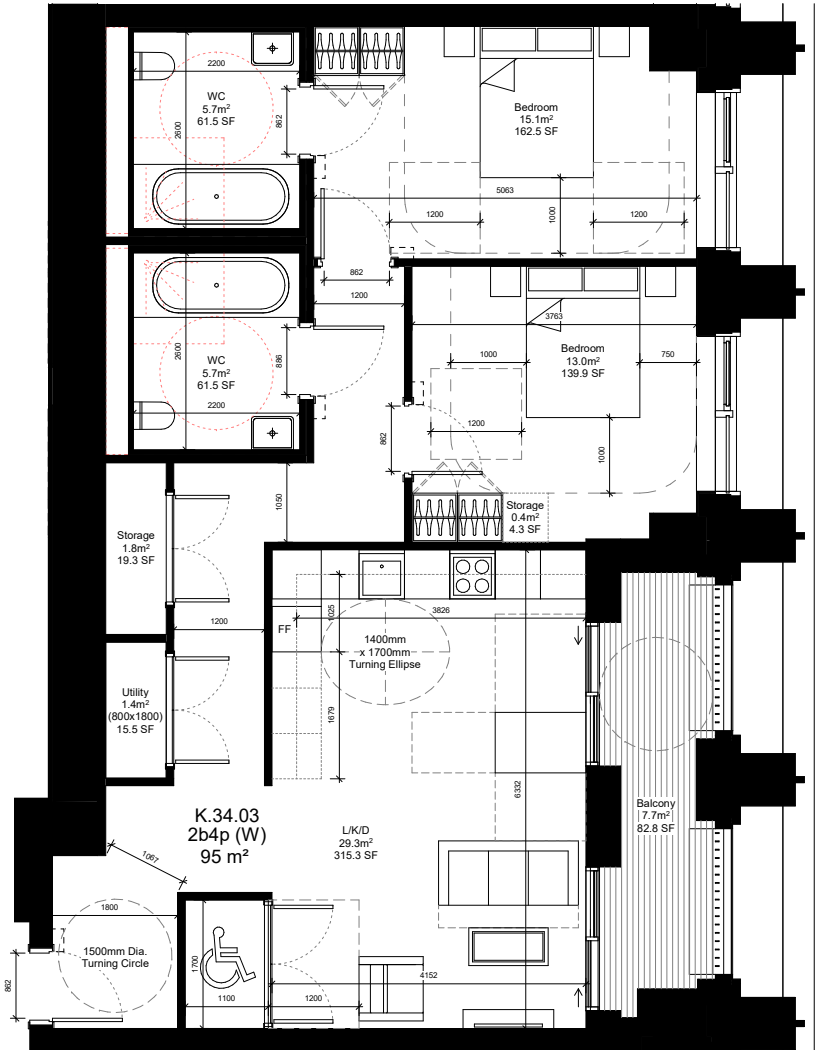 2200
WC
5.7m²
61.5 SF
2600
862
Bedroom
15.1m²
162.5 SF
5063
1200
1000
1200
862
1200
2600
WC
5.7m²
61.5 SF
2200
886
3763
Bedroom
13.0m²
139.9 SF
1000
750
1200
862
1000
1050
Storage
0.4m²
4.3 SF
Storage
1.8m²
19.3 SF
1200
Utility
1.4m²
(800x1800)
15.5 SF
FF
1025
3826
1400mm
x 1700mm
Turning Ellipse
1679
6332
K.34.03
2b4p (W)
95 m²
L/K/D
29.3m²
315.3 SF
Balcony
7.7m²
82.8 SF
1067
1800
1500mm Dia.
Turning Circle
862
1700
1100
1200
4152